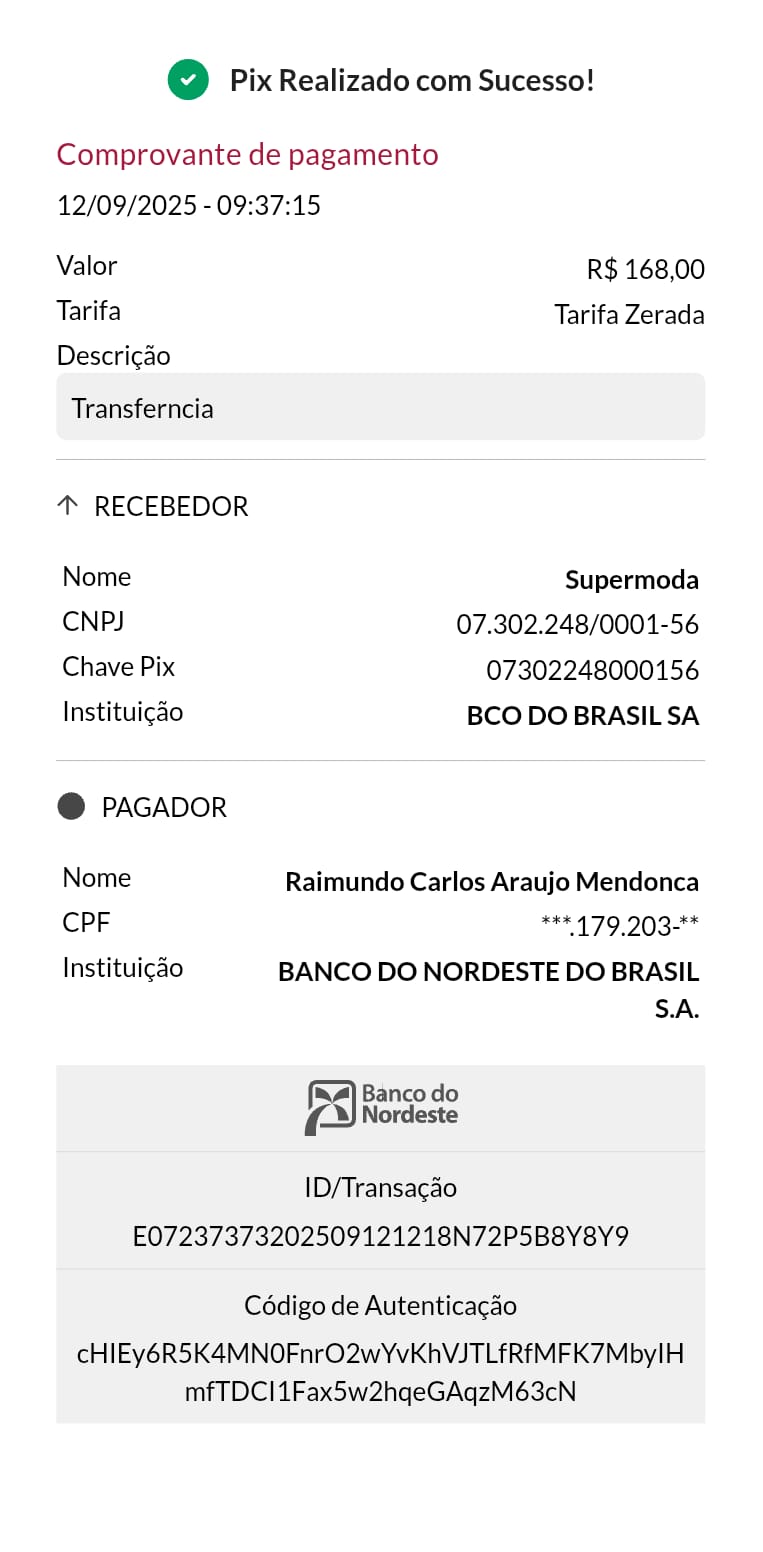 Pix Realizado com Sucesso!
Comprovante de pagamento
12/09/2025 - 09:37:15
Valor R$ 168,00
Tarifa Tarifa Zerada
Descrição
Transferncia
RECEBEDOR
Nome Supermoda
CNPJ 07.302.248/0001-56
Chave Pix 07302248000156
Instituição BCO DO BRASIL SA
PAGADOR
Nome Raimundo Carlos Araujo Mendonca
CPF ***.179.203-**
Instituição BANCO DO NORDESTE DO BRASIL
S.A.
Banco do
Nordeste
ID/Transação
E07237373202509121218N72P5B8Y8Y9
Código de Autenticação
cHIEy6R5K4MN0FnrO2wYvKhVJTLfRfMFK7MbyIH
mfTDCI1Fax5w2hqeGAqzM63cN